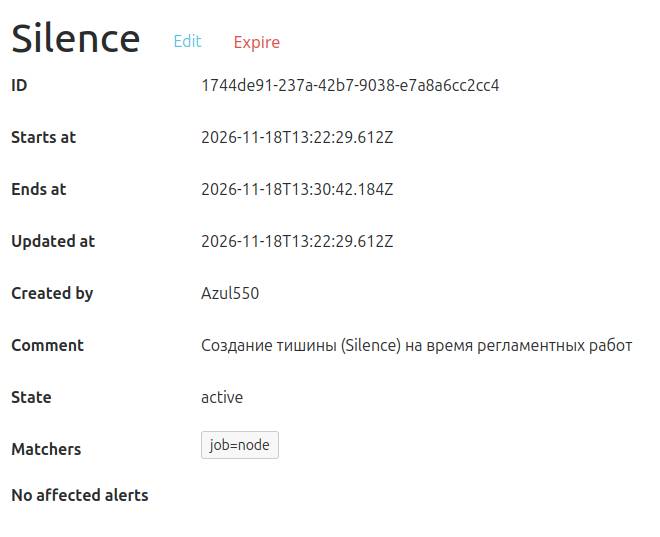 Silence Edit Expire
ID 1744de91-237a-42b7-9038-e7a8a6cc2cc4
Starts at 2026-11-18T13:22:29.612Z
Ends at 2026-11-18T13:30:42.184Z
Updated at 2026-11-18T13:22:29.612Z
Created by Azul550
Comment Создание тишины (Silence) на время регламентных работ
State active
Matchers job=node
No affected alerts